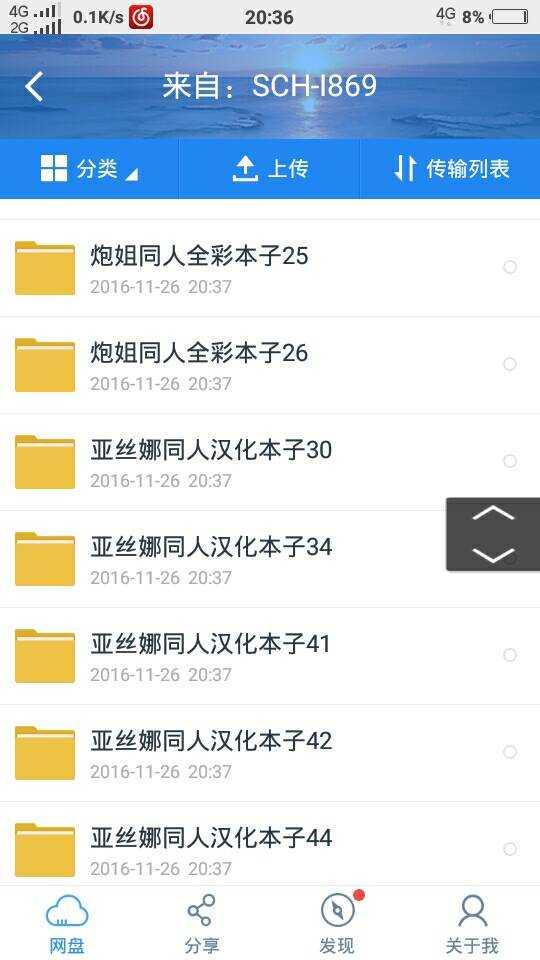 4G
2G
0.1K/s
20:36
4G
8%
来自：SCH-I869
分类
上传
传输列表
炮姐同人全彩本子25
2016-11-26 20:37
炮姐同人全彩本子26
2016-11-26 20:37
亚丝娜同人汉化本子30
2016-11-26 20:37
亚丝娜同人汉化本子34
2016-11-26 20:37
亚丝娜同人汉化本子41
2016-11-26 20:37
亚丝娜同人汉化本子42
2016-11-26 20:37
亚丝娜同人汉化本子44
2016-11-26 20:37
网盘
分享
发现
关于我